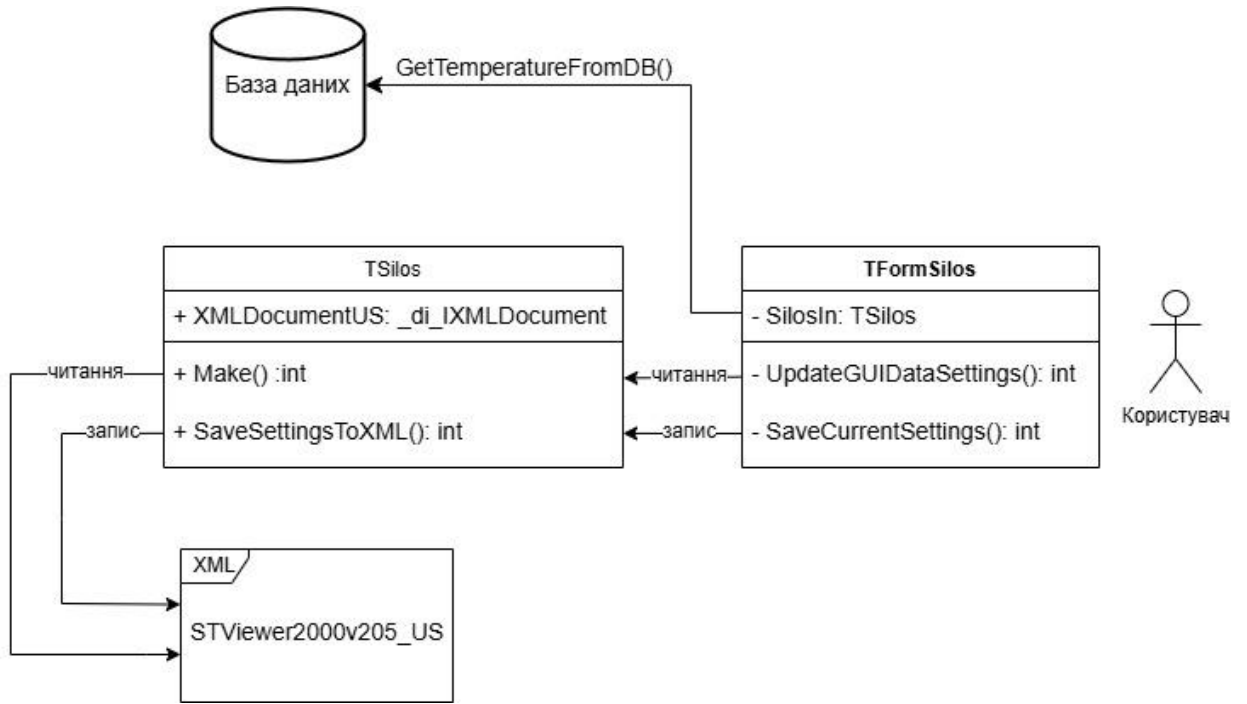 База даних
GetTemperatureFromDB()
TSilos
+ XMLDocumentUS: _di_IXMLDocument
+ Make() :int
+ SaveSettingsToXML(): int
читання
запис
TFormSilos
- SilosIn: TSilos
- UpdateGUIDataSettings(): int
- SaveCurrentSettings(): int
читання
запис
Користувач
XML
STViewer2000v205_US